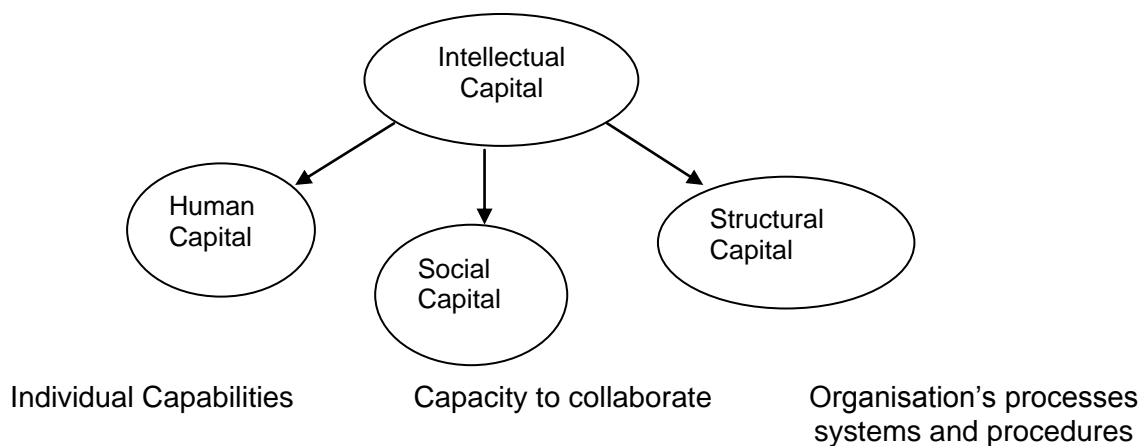 Intellectual
Capital
Human
Capital
Social
Capital
Structural
Capital
Individual Capabilities
Capacity to collaborate
Organisation's processes
systems and procedures